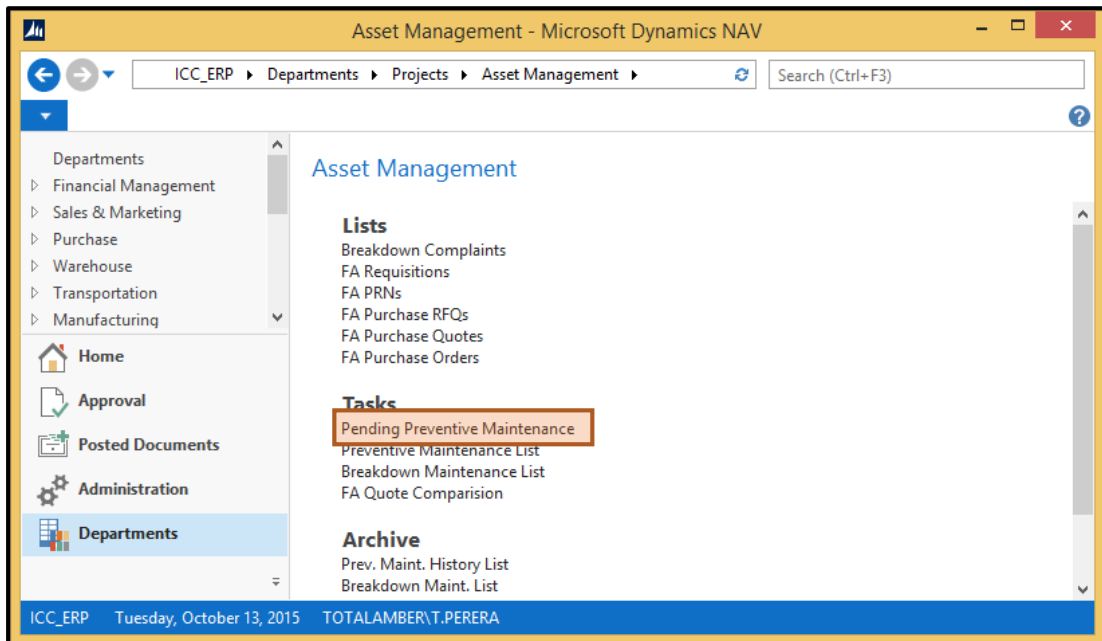 Asset Management - Microsoft Dynamics NAV
ICC_ERP Departments Projects Asset Management
Search (Ctrl+F3)
Departments
Financial Management
Sales & Marketing
Purchase
Warehouse
Transportation
Manufacturing
Home
Approval
Posted Documents
Administration
Departments
Asset Management
Lists
Breakdown Complaints
FA Requisitions
FA PRNs
FA Purchase RFQs
FA Purchase Quotes
FA Purchase Orders
Tasks
Pending Preventive Maintenance
Preventive Maintenance List
Breakdown Maintenance List
FA Quote Comparision
Archive
Prev. Maint. History List
Breakdown Maint. List
ICC_ERP Tuesday, October 13, 2015 TOTALAMBER\T.PERERA